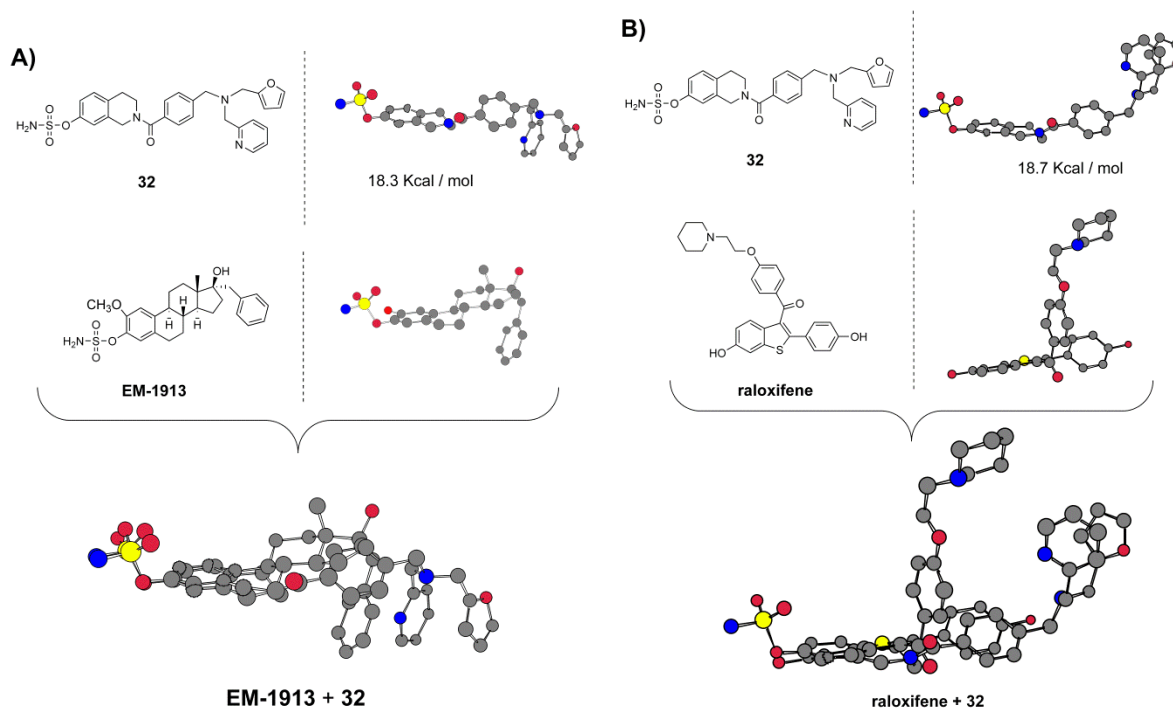 A)
O
N
O
H2N
S
O
O
N
O
N
32
18.3 Kcal / mol
OH
CH3O
H
H
H
O
H2N
S
O
O
EM-1913
EM-1913 + 32
B)
O
N
O
H2N
S
O
O
N
O
N
32
18.7 Kcal / mol
N
O
O
HO
S
OH
raloxifene
raloxifene + 32